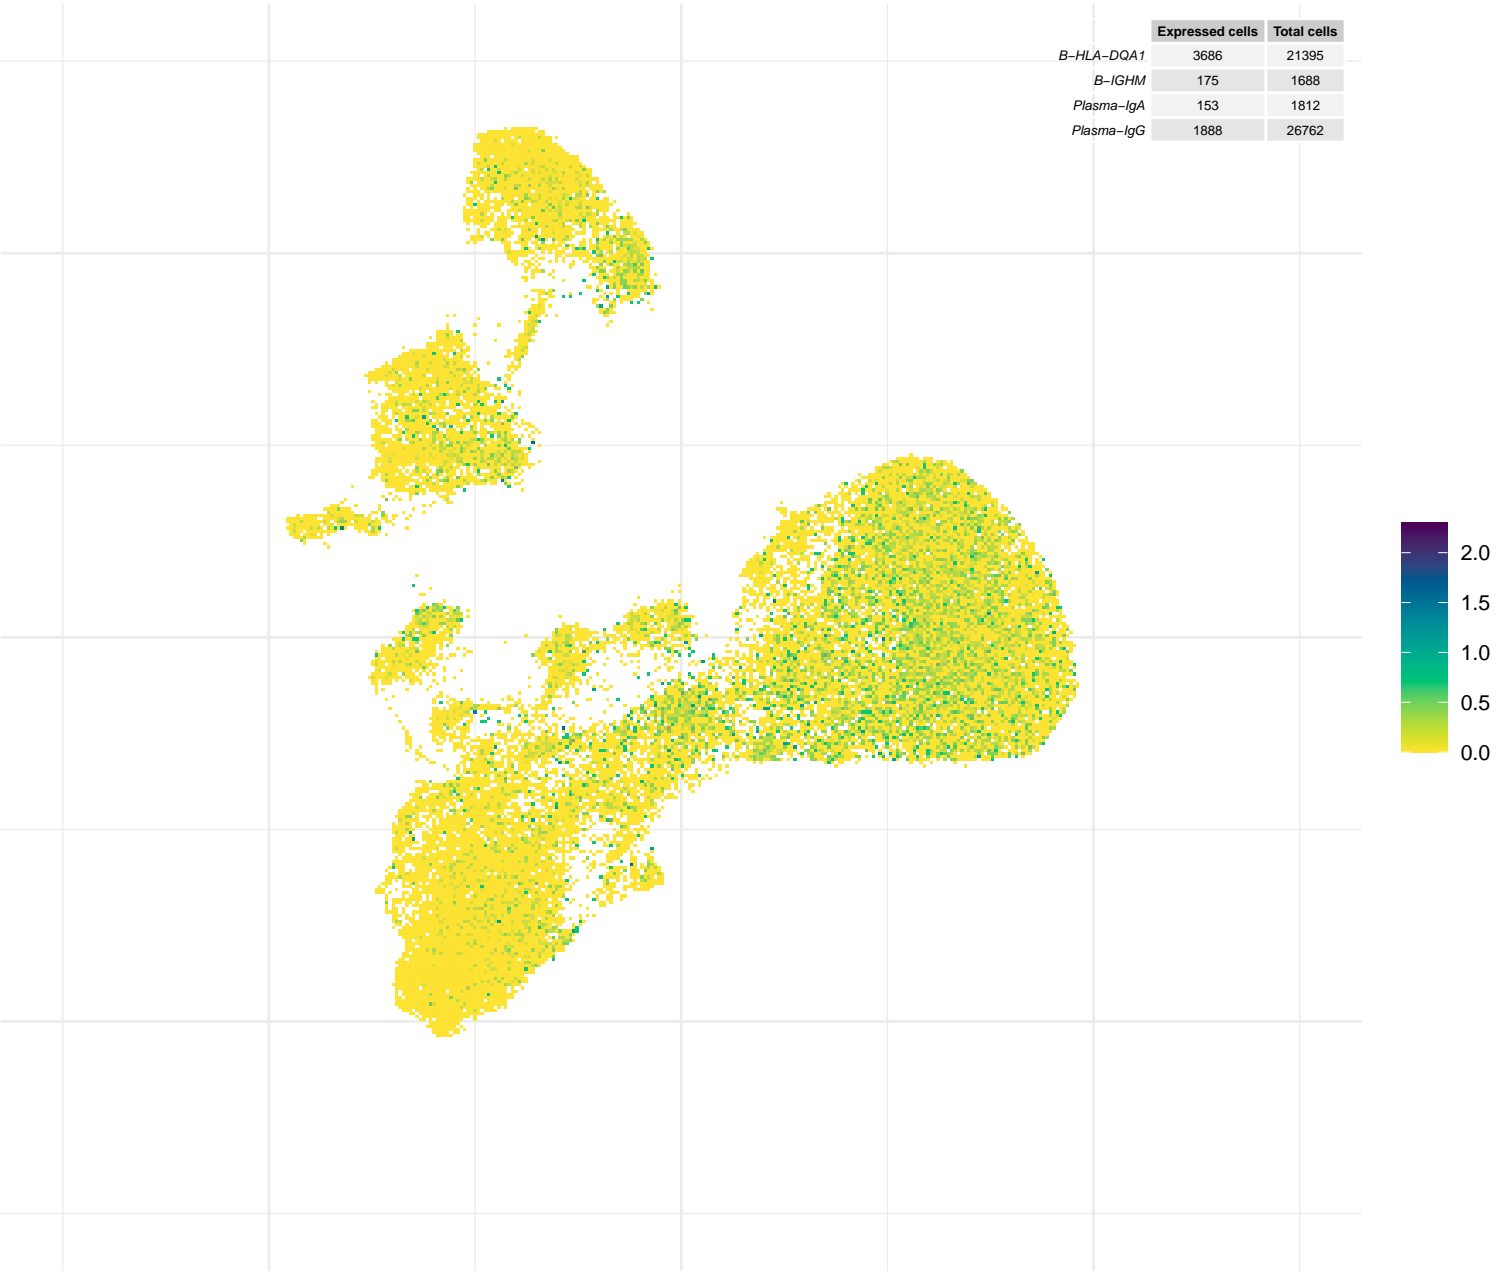 Expressed cells Total cells
B−HLA−DQA1 3686 21395
B−IGHM 175 1688
Plasma−IgA 153 1812
Plasma−IgG 1888 26762
2.0
1.5
1.0
0.5
0.0